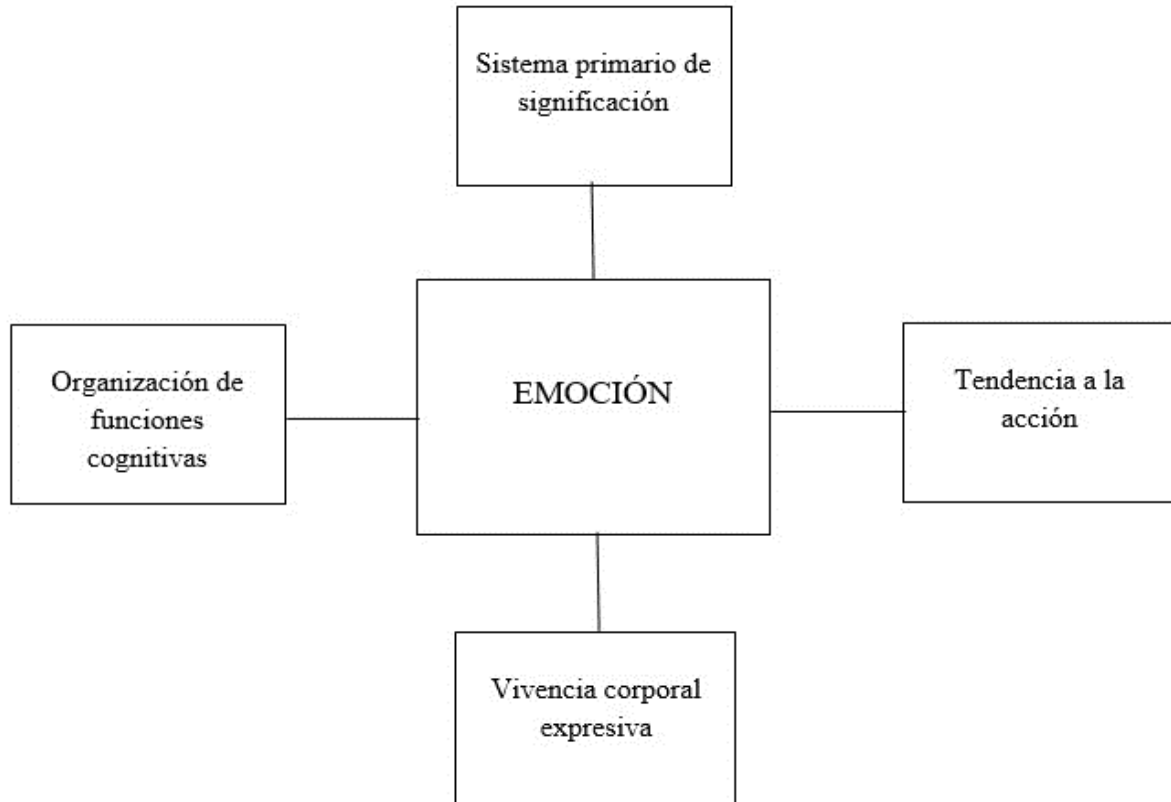 Sistema primario de
significación
Organización de
funciones
cognitivas
EMOCIÓN
Tendencia a la
acción
Vivencia corporal
expresiva